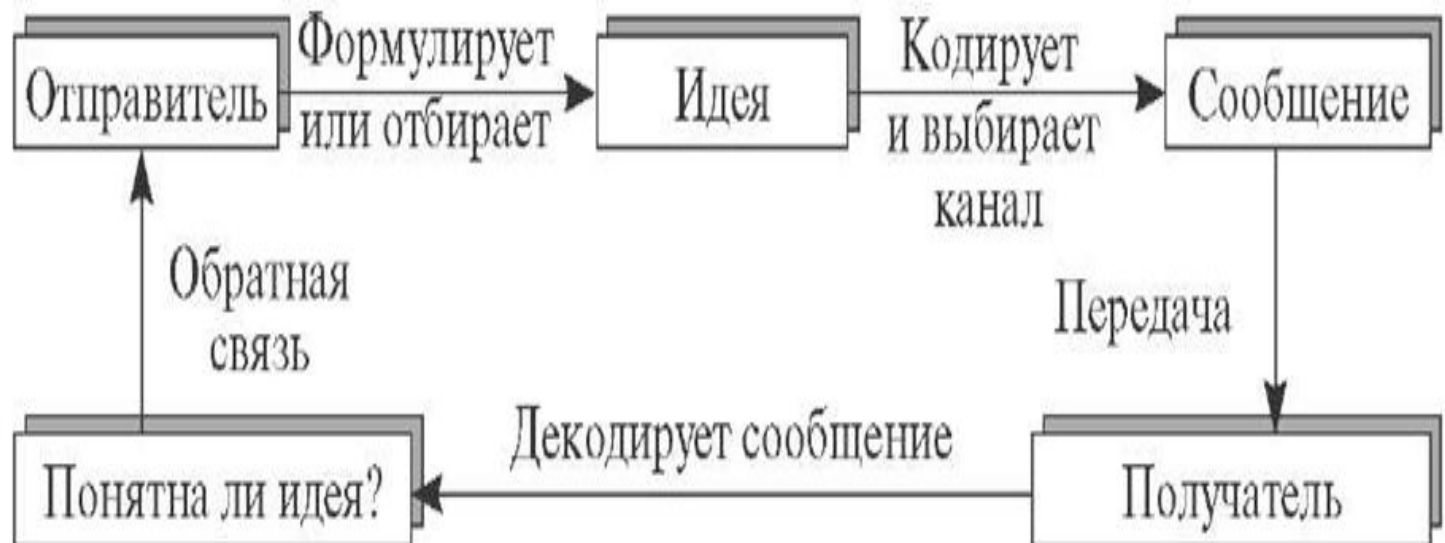 Отправитель
Формулирует
или отбирает
Идея
Кодирует
и выбирает
канал
Сообщение
Передача
Получатель
Декодирует сообщение
Понятна ли идея?
Обратная
связь